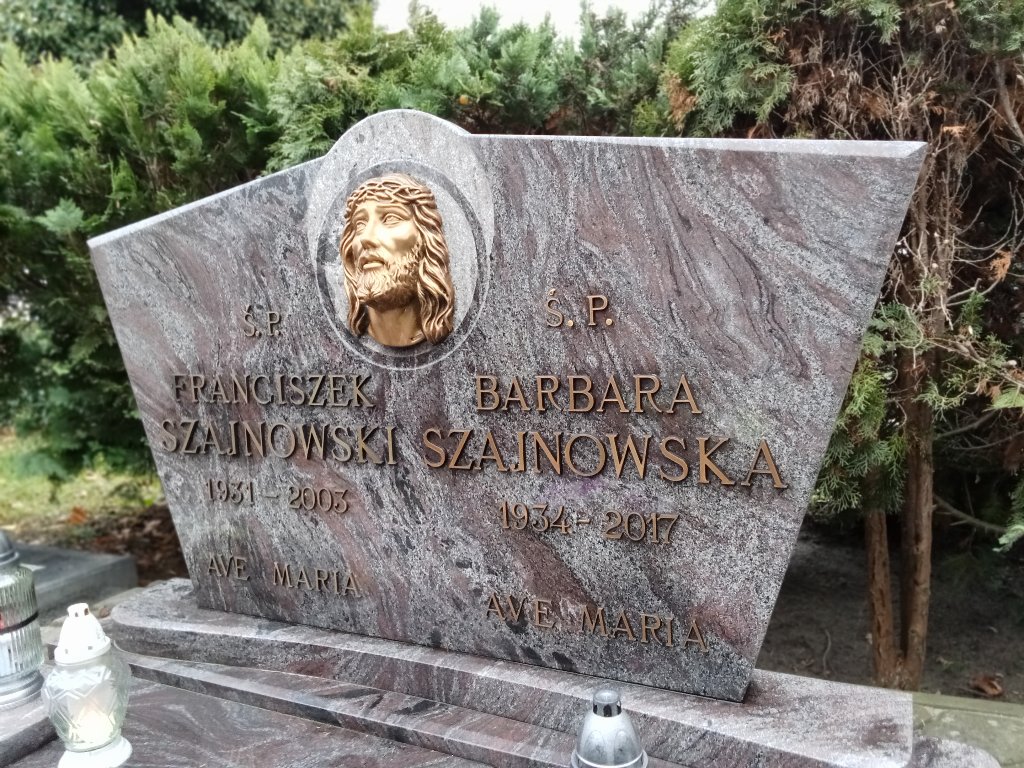 Ś. P.
FRANCISZEK
SZAJNOWSKI
1931 - 2003
AVE MARIA
Ś. P.
BARBARA
SZAJNOWSKA
1934 - 2017
AVE MARIA